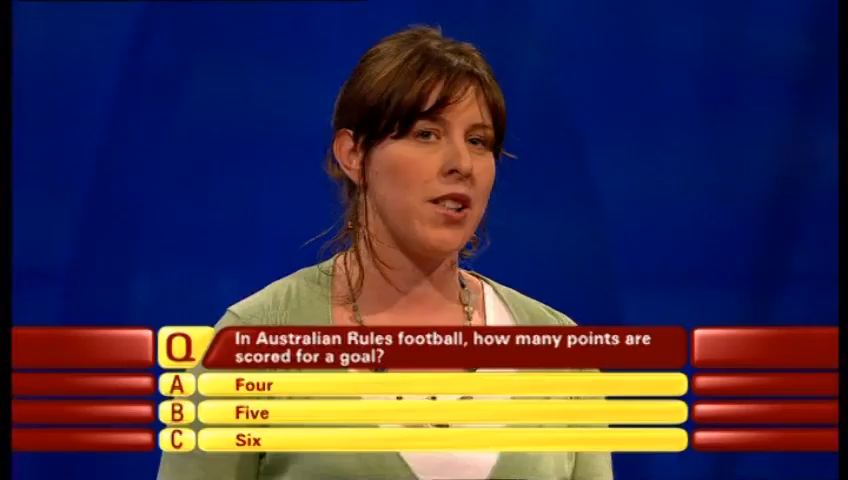 Q In Australian Rules football, how many points are
scored for a goal?
A Four
B Five
C Six